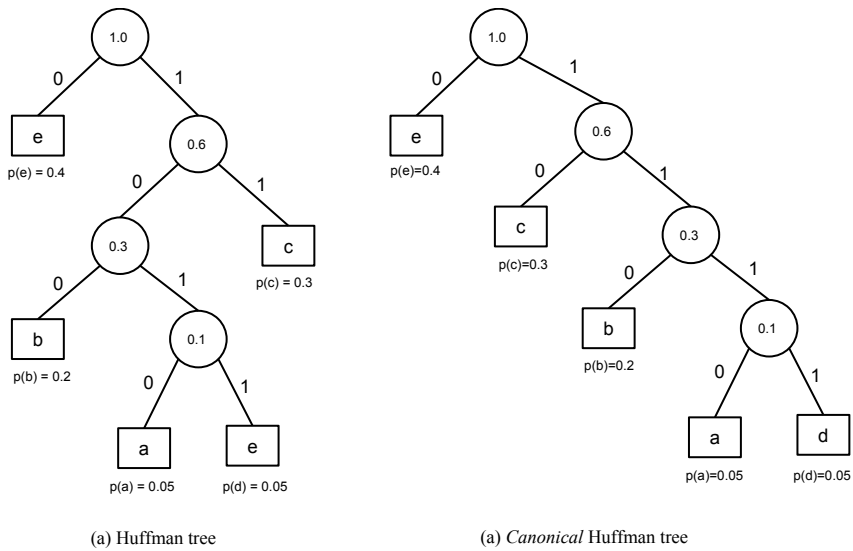 1.0
0
1
e
p(e) = 0.4
0.6
0
1
0.3
c
p(c) = 0.3
0
1
b
p(b) = 0.2
0.1
0
1
a
e
p(a) = 0.05
p(d) = 0.05
(a) Huffman tree
1.0
0
1
e
p(e)=0.4
0.6
0
1
c
p(c)=0.3
0.3
0
1
b
p(b)=0.2
0.1
0
1
a
d
p(a)=0.05
p(d)=0.05
(a) Canonical Huffman tree